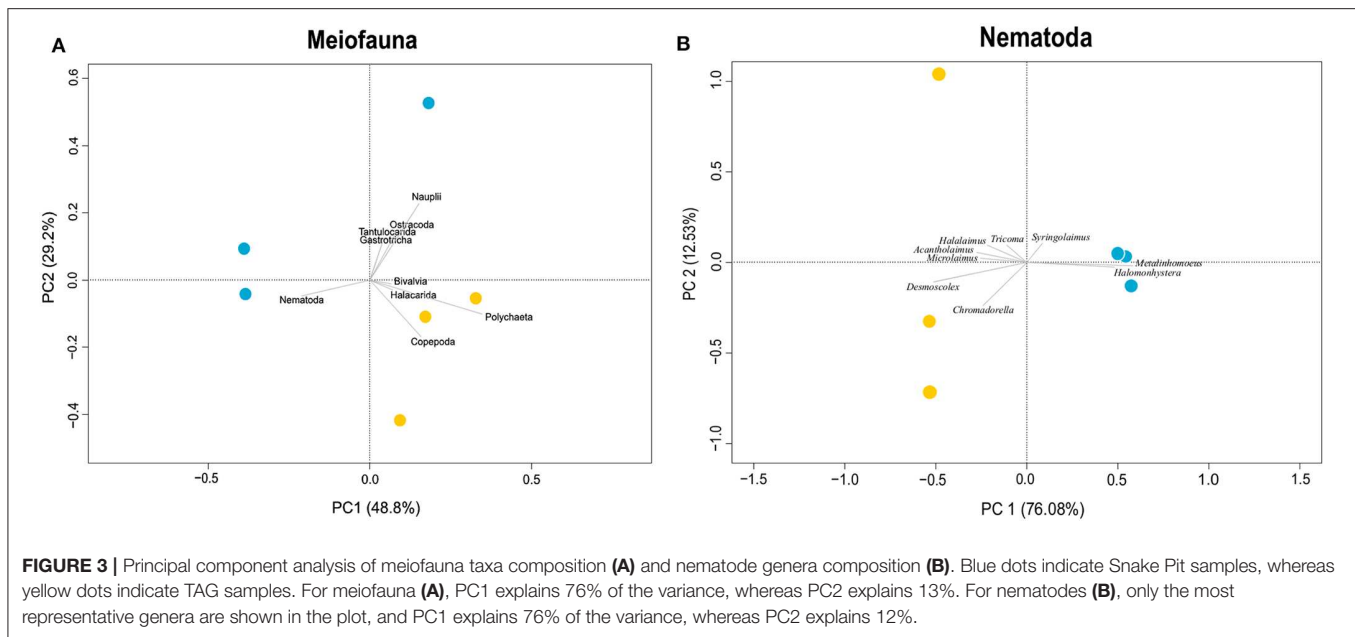 A
Meiofauna
0.6
0.4
0.2
0.0
−0.2
−0.4
PC2 (29.2%)
Nauplii
Ostracoda
Tantulocarida
Gastrotricha
Bivalvia
Halacarida
Nematoda
Polychaeta
Copepoda
−0.5
0.0
0.5
PC1 (48.8%)
B
Nematoda
1.0
0.5
0.0
−0.5
−1.0
PC 2 (12.53%)
Halalaimus
Tricoma
Syringolaimus
Acantholaimus
Microlaimus
Metalinhomoeus
Halomonhystera
Desmoscolex
Chromadorella
−1.5
−1.0
−0.5
0.0
0.5
1.0
1.5
PC 1 (76.08%)
FIGURE 3 | Principal component analysis of meiofauna taxa composition (A) and nematode genera composition (B). Blue dots indicate Snake Pit samples, whereas
yellow dots indicate TAG samples. For meiofauna (A), PC1 explains 76% of the variance, whereas PC2 explains 13%. For nematodes (B), only the most
representative genera are shown in the plot, and PC1 explains 76% of the variance, whereas PC2 explains 12%.